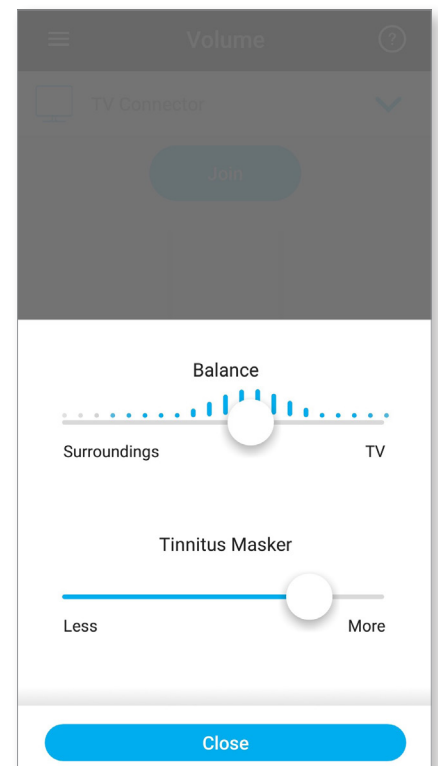 Volume
?
TV Connector
Join
Balance
Surroundings TV
Tinnitus Masker
Less More
Close